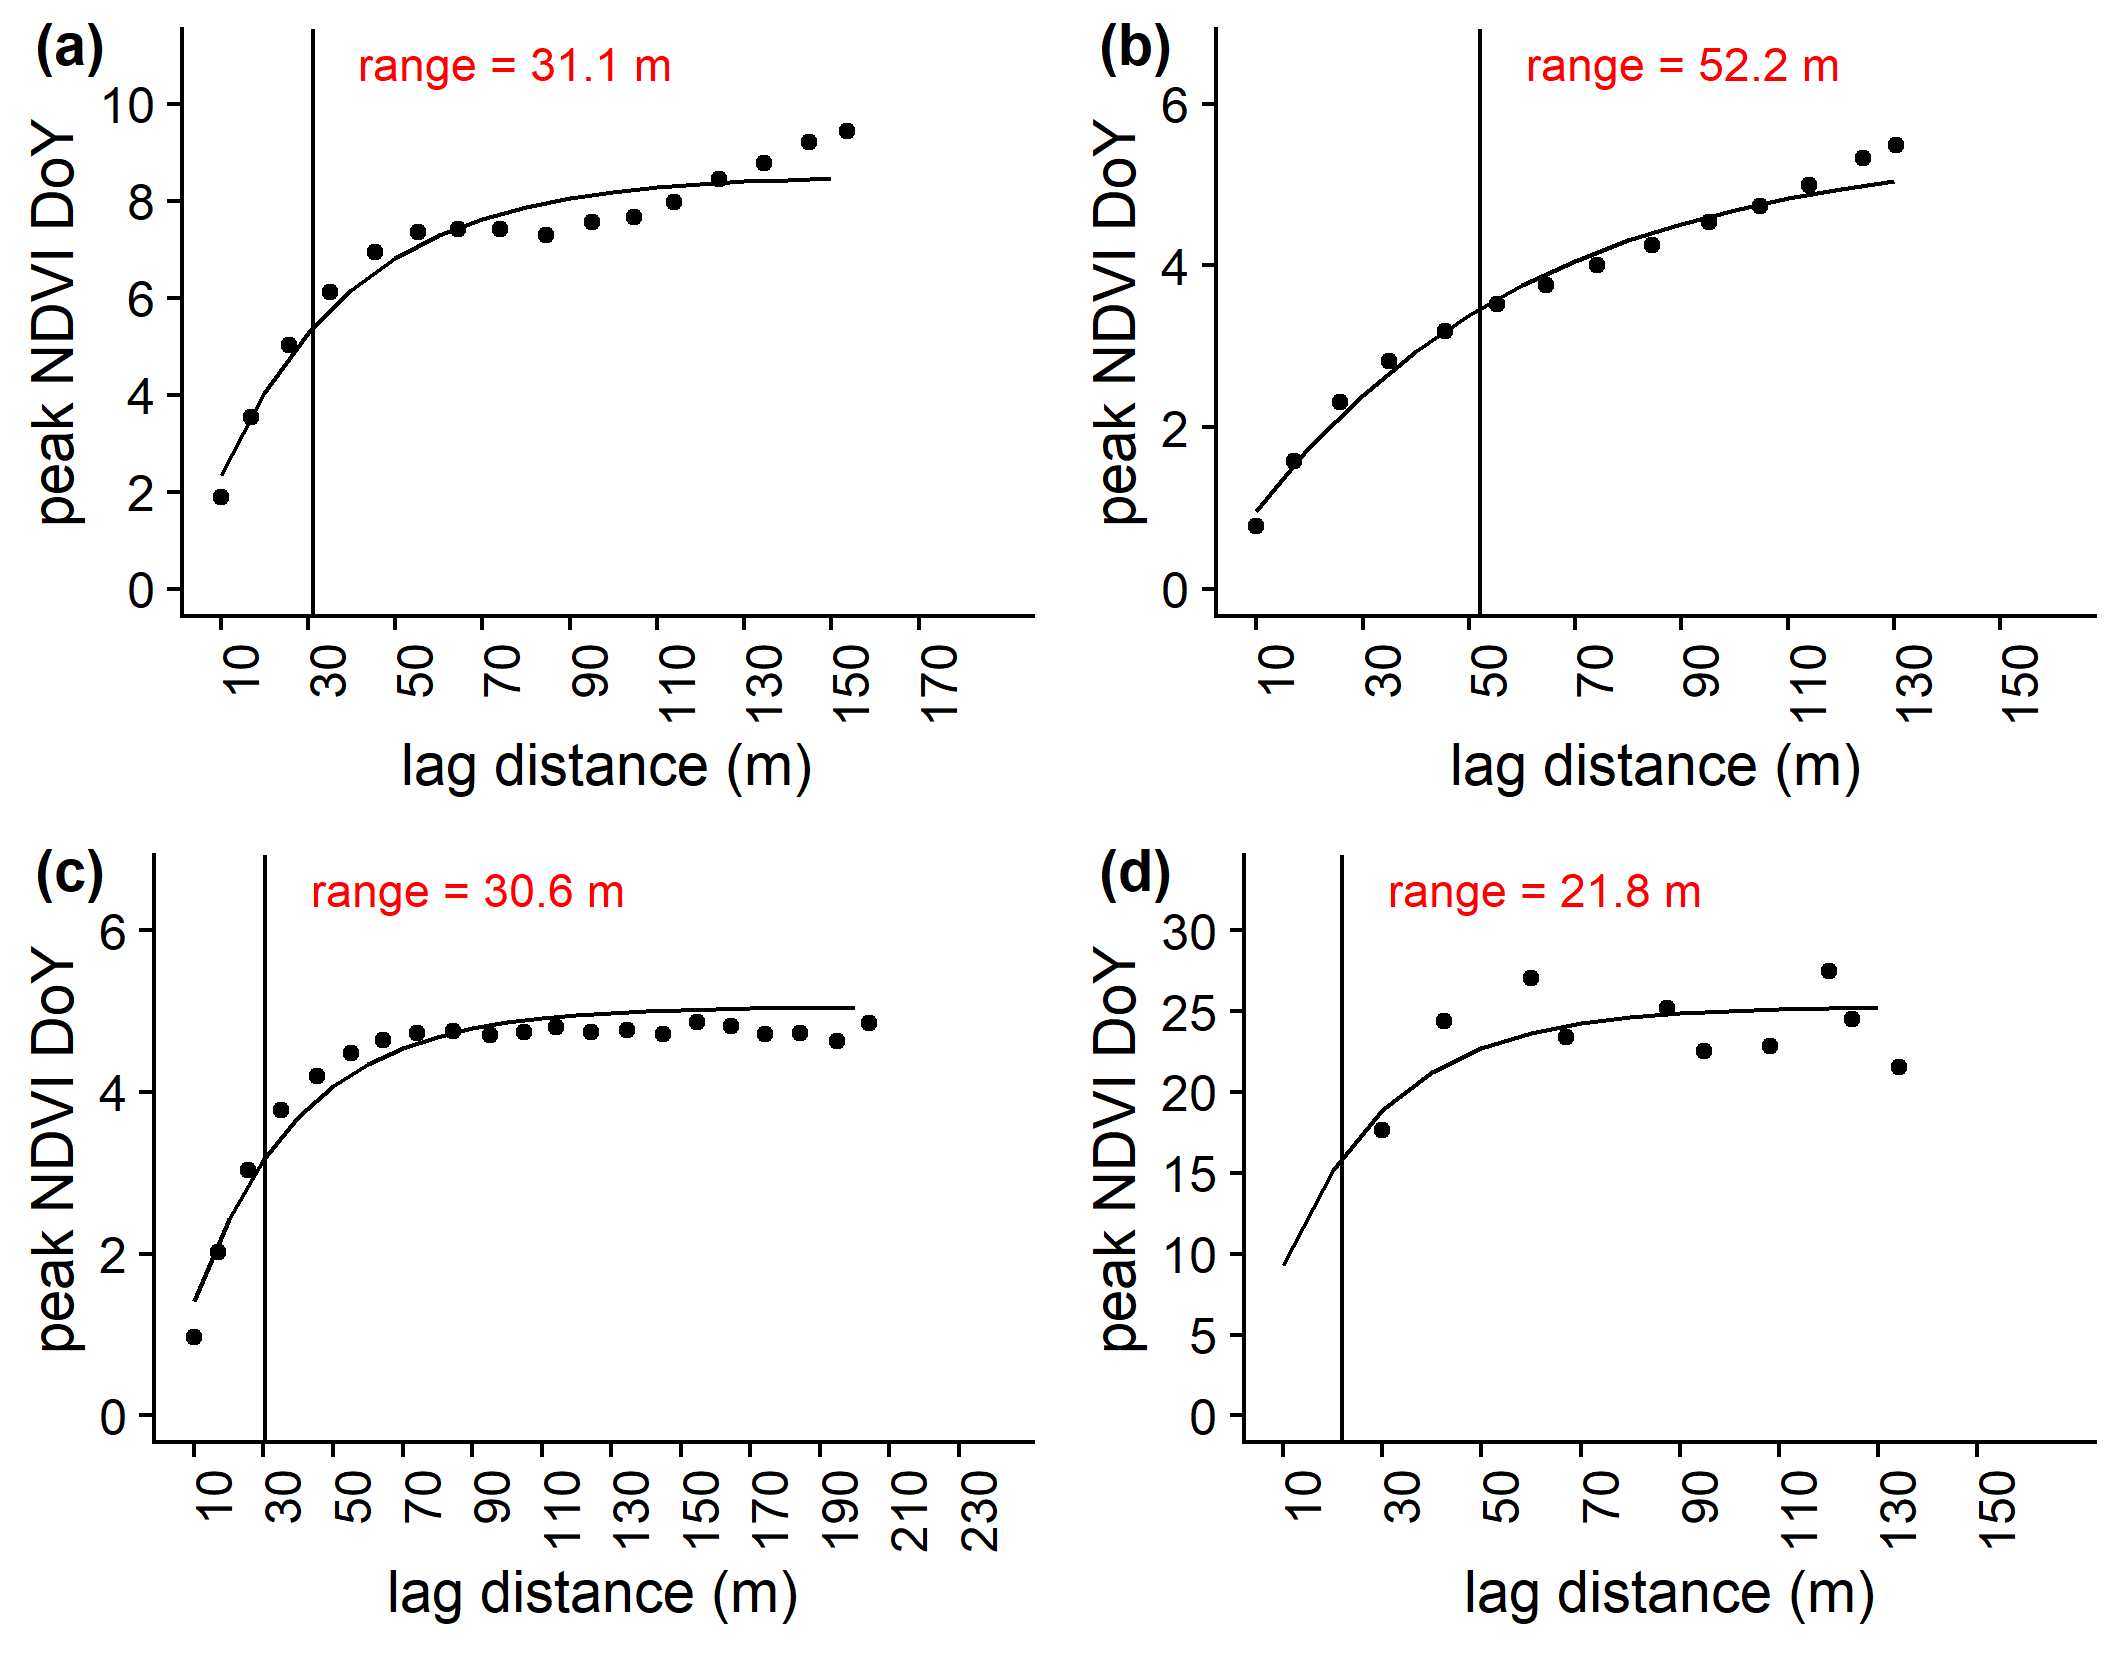 (a)
range = 31.1 m
peak NDVI DoY
10
8
6
4
2
0
10 30 50 70 90 110 130 150 170
lag distance (m)
(b)
range = 52.2 m
peak NDVI DoY
6
4
2
0
10 30 50 70 90 110 130 150
lag distance (m)
(c)
range = 30.6 m
peak NDVI DoY
6
4
2
0
10 30 50 70 90 110 130 150 170 190 210 230
lag distance (m)
(d)
range = 21.8 m
peak NDVI DoY
30
25
20
15
10
5
0
10 30 50 70 90 110 130 150
lag distance (m)